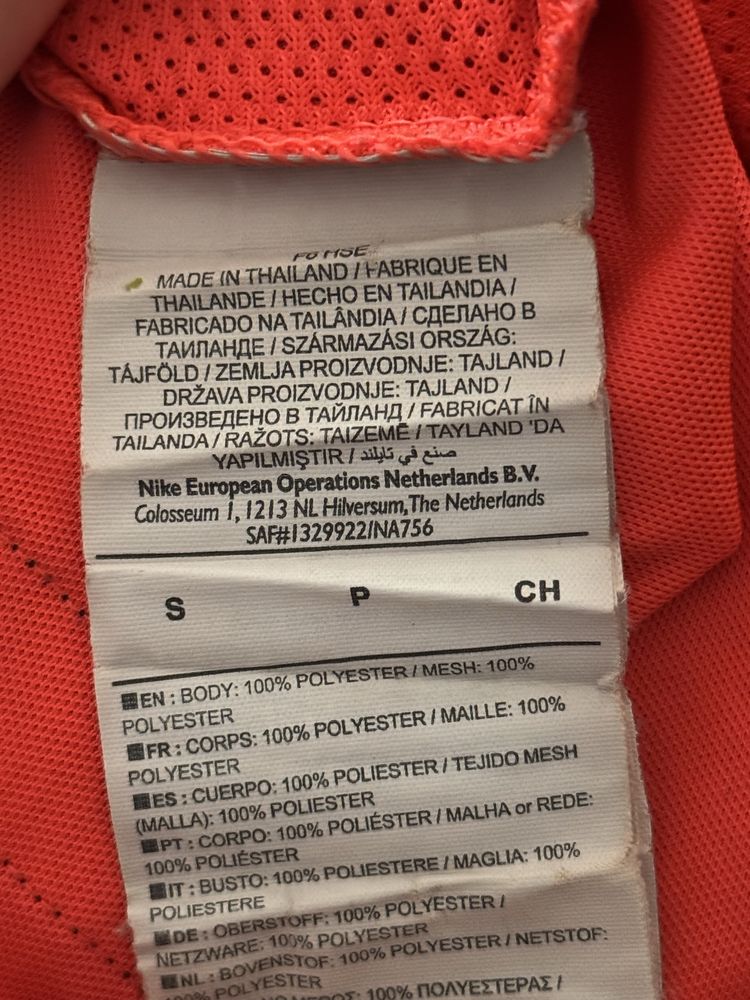 MADE IN THAILAND / FABRIQUE EN
THAILANDE / HECHO EN TAILANDIA /
FABRICADO NA TAILÂNDIA / СДЕЛАНО В
ТАИЛАНДЕ / SZÁRMAZÁSI ORSZÁG:
TÁJFÖLD / ZEMLJA PROIZVODNJE: TAJLAND /
DRŽAVA PROIZVODNJE: TAJLAND /
ПРОИЗВЕДЕНО В ТАЙЛАНД / FABRICAT ÎN
TAILANDA / RAŽOTS: TAIZEMĒ / TAYLAND 'DA
YAPILMIŞTIR / صنع في تايلند
Nike European Operations Netherlands B.V.
Colosseum 1, 1213 NL Hilversum, The Netherlands
SAF#1329922/NA756
S P CH
EN : BODY: 100% POLYESTER / MESH: 100%
POLYESTER
FR : CORPS: 100% POLYESTER / MAILLE: 100%
POLYESTER
ES : CUERPO: 100% POLIESTER / TEJIDO MESH
(MALLA): 100% POLIESTER
PT : CORPO: 100% POLIÉSTER / MALHA or REDE:
100% POLIÉSTER
IT : BUSTO: 100% POLIESTERE / MAGLIA: 100%
POLIESTERE
DE : OBERSTOFF: 100% POLYESTER /
NETZWARE: 100% POLYESTER
NL : BOVENSTOF: 100% POLYESTER / NETSTOF:
100% POLYESTER
100% ΠΟΛΥΕΣΤΕΡΑΣ /